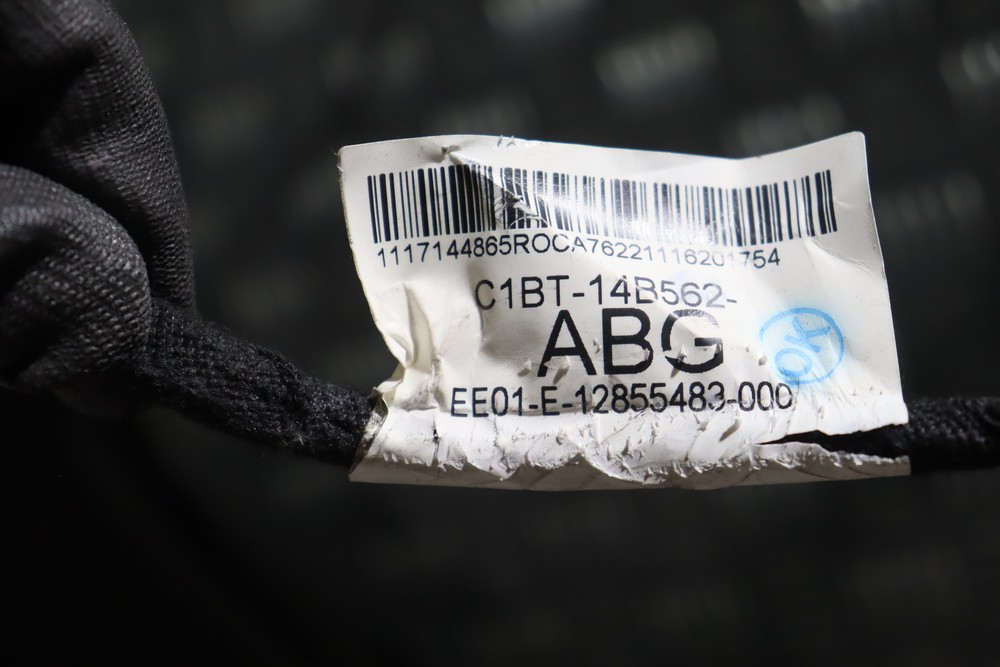 1117144865ROCA76221116201754
C1BT-14B562-
ABG
EE01-E-12855483-000
OK